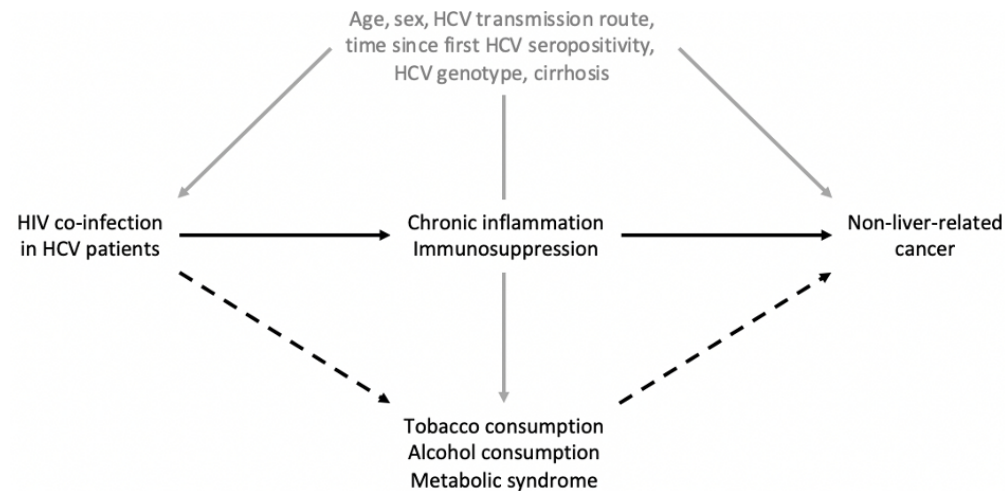 Age, sex, HCV transmission route,
time since first HCV seropositivity,
HCV genotype, cirrhosis
HIV co-infection
in HCV patients
Chronic inflammation
Immunosuppression
Non-liver-related
cancer
Tobacco consumption
Alcohol consumption
Metabolic syndrome